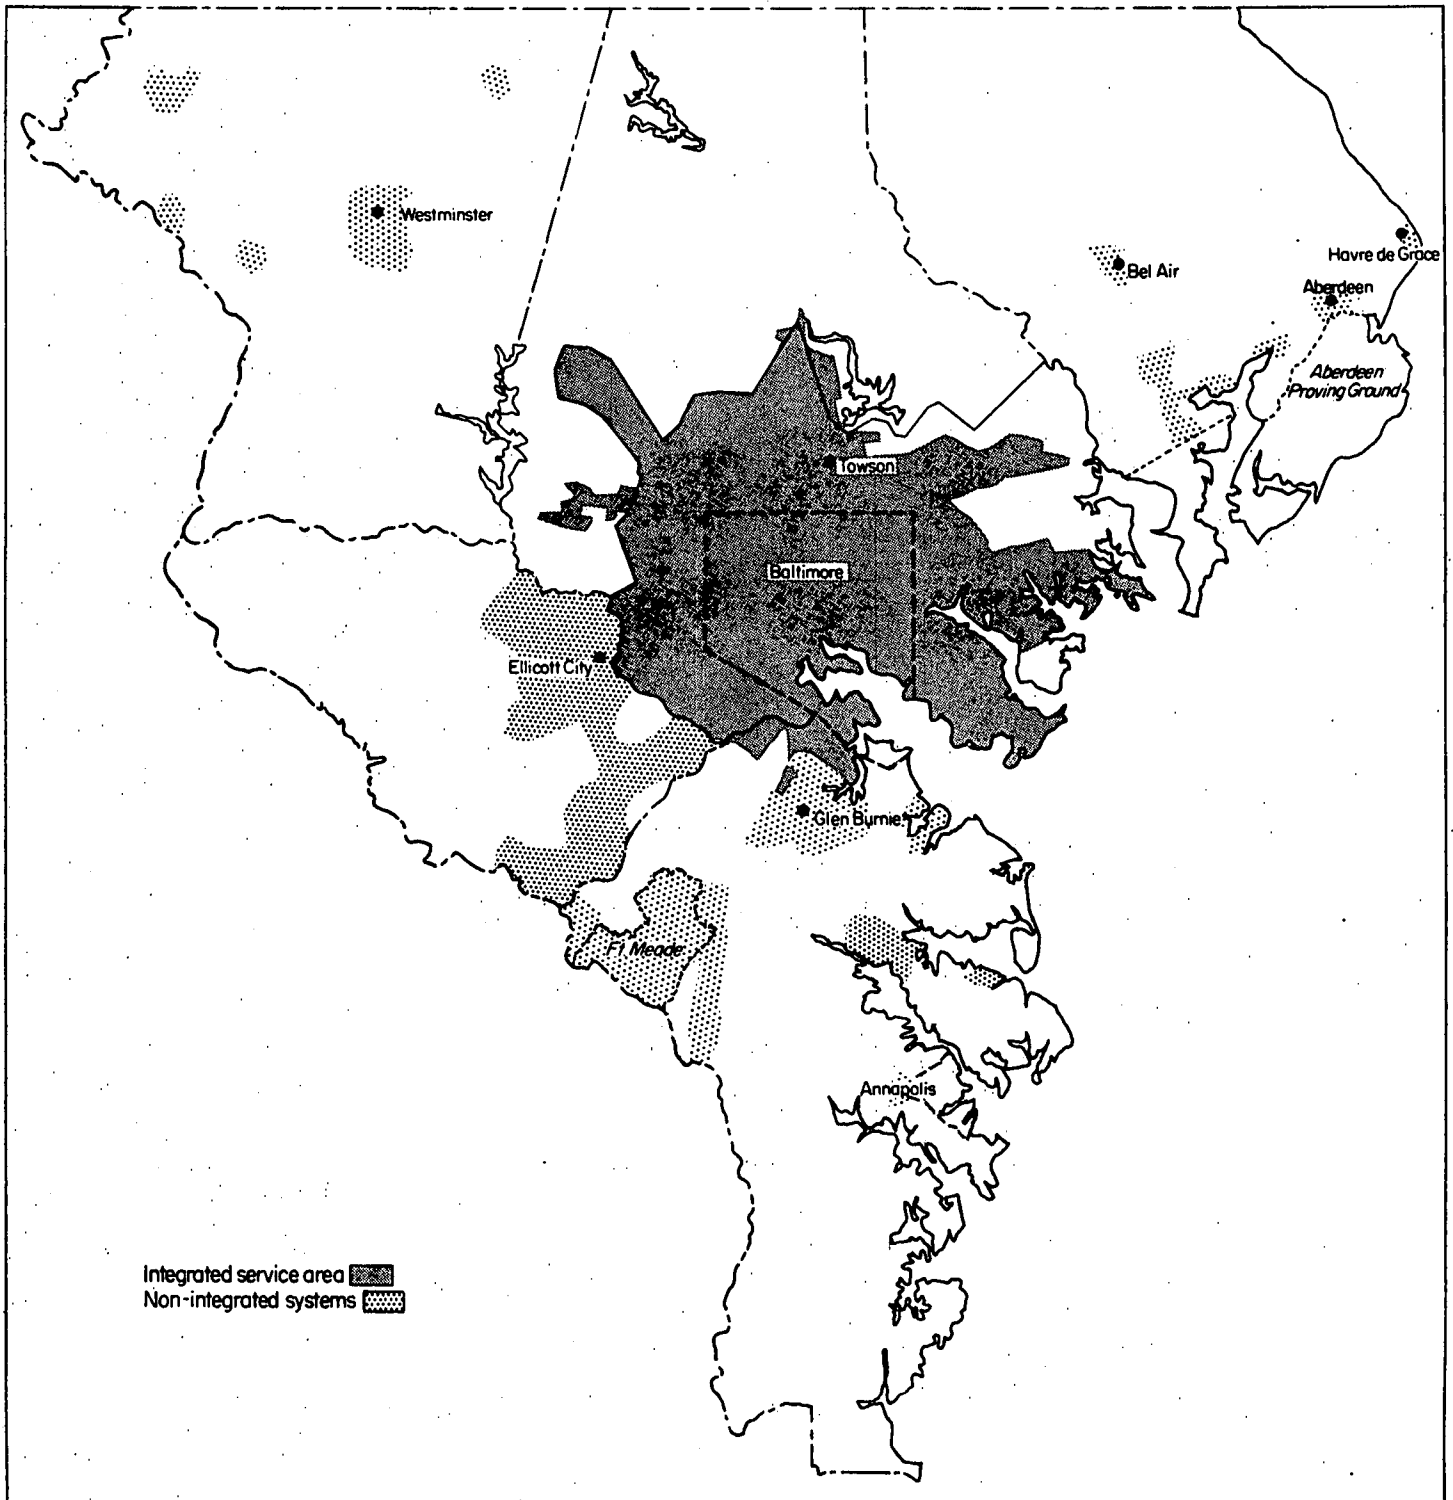 Westminster
Havre de Grace
Bel Air
Aberdeen
Aberdeen
Proving Ground
Towson
Baltimore
Ellicott City
Glen Burnie
Ft. Meade
Annapolis
Integrated service area
Non-integrated systems